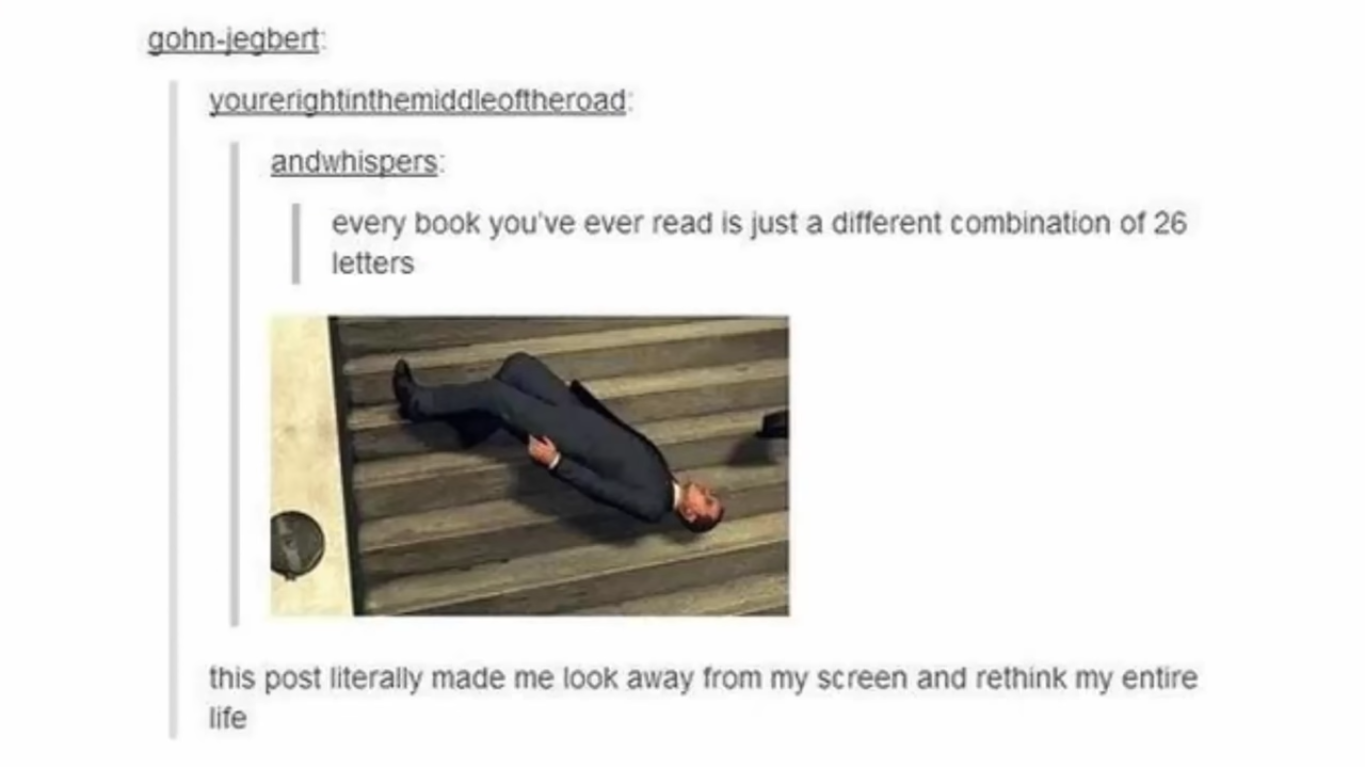 gohn-jegbert:
yourerightinthemiddleoftheroad:
andwhispers:
every book you've ever read is just a different combination of 26
letters
this post literally made me look away from my screen and rethink my entire
life